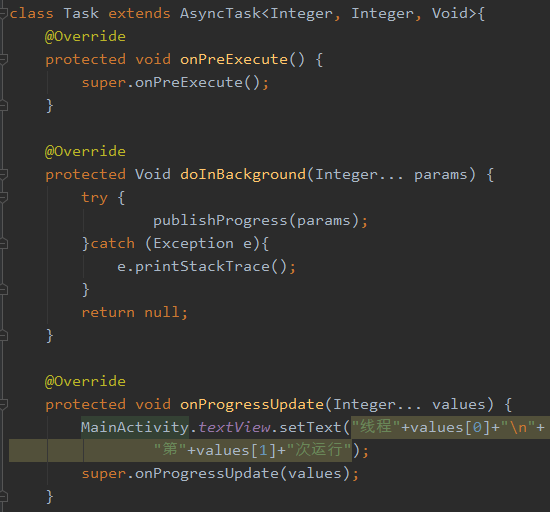 class Task extends AsyncTask<Integer, Integer, Void>{
@Override
protected void onPreExecute() {
super.onPreExecute();
}
@Override
protected Void doInBackground(Integer... params) {
try {
publishProgress(params);
}catch (Exception e){
e.printStackTrace();
}
return null;
}
@Override
protected void onProgressUpdate(Integer... values) {
MainActivity.textView.setText("线程"+values[0]+"\n"+
"第"+values[1]+"次运行");
super.onProgressUpdate(values);
}